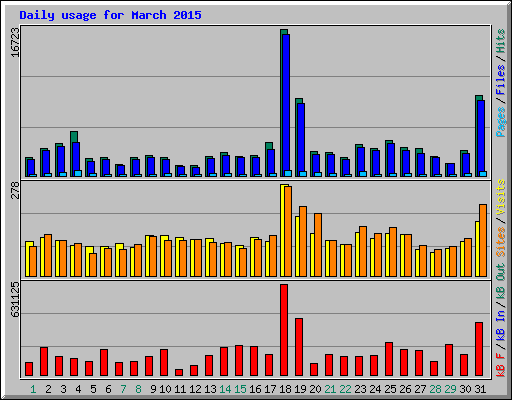 Daily usage for March 2015
16723
Pages / Files / Hits
278
Sites / Visits
631125
kB F / kB In / kB Out
1 2 3 4 5 6 7 8 9 10 11 12 13 14 15 16 17 18 19 20 21 22 23 24 25 26 27 28 29 30 31